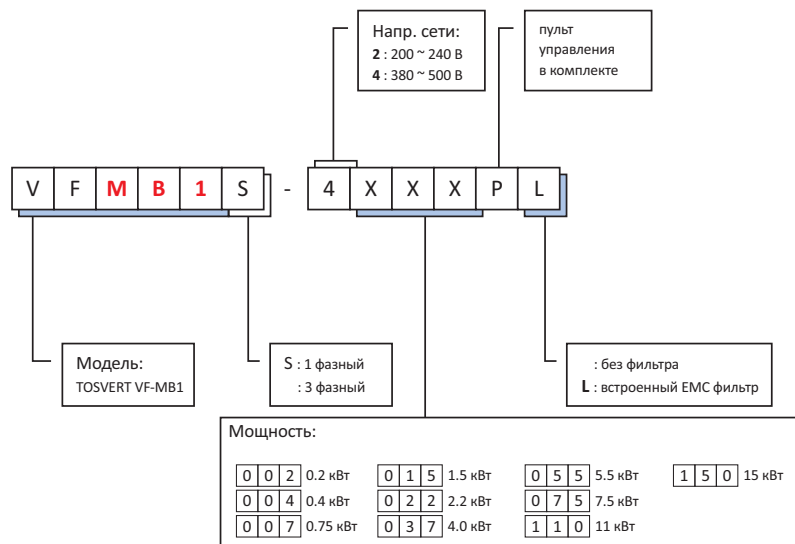 Напр. сети:
2 : 200 ~ 240 В
4 : 380 ~ 500 В
пульт
управления
в комплекте
V F M B 1 S - 4 X X X P L
Модель:
TOSVERT VF-MB1
S : 1 фазный
: 3 фазный
: без фильтра
L : встроенный EMC фильтр
Мощность:
0 0 2 0.2 кВт 0 1 5 1.5 кВт 0 5 5 5.5 кВт 1 5 0 15 кВт
0 0 4 0.4 кВт 0 2 2 2.2 кВт 0 7 5 7.5 кВт
0 0 7 0.75 кВт 0 3 7 4.0 кВт 1 1 0 11 кВт